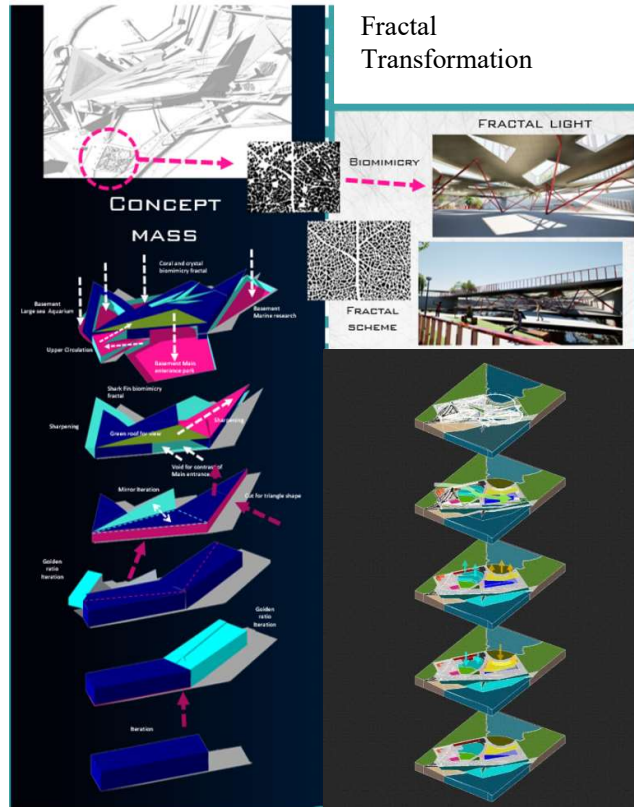 Fractal
Transformation
FRACTAL LIGHT
BIOMIMICRY
CONCEPT
MASS
FRACTAL
SCHEME
Coral and crystal
biomimicry fractal
Basement
Large sea Aquarium
Basement
Marine research
Upper Circulation
Basement Main
enterance park
Shark Fin biomimicry
fractal
Sharpening
Sharpening
Green roof for view
Void for contrast of
Main entrance
Mirror Iteration
Cut for triangle shape
Golden
ratio
Iteration
Golden
ratio
Iteration
Iteration